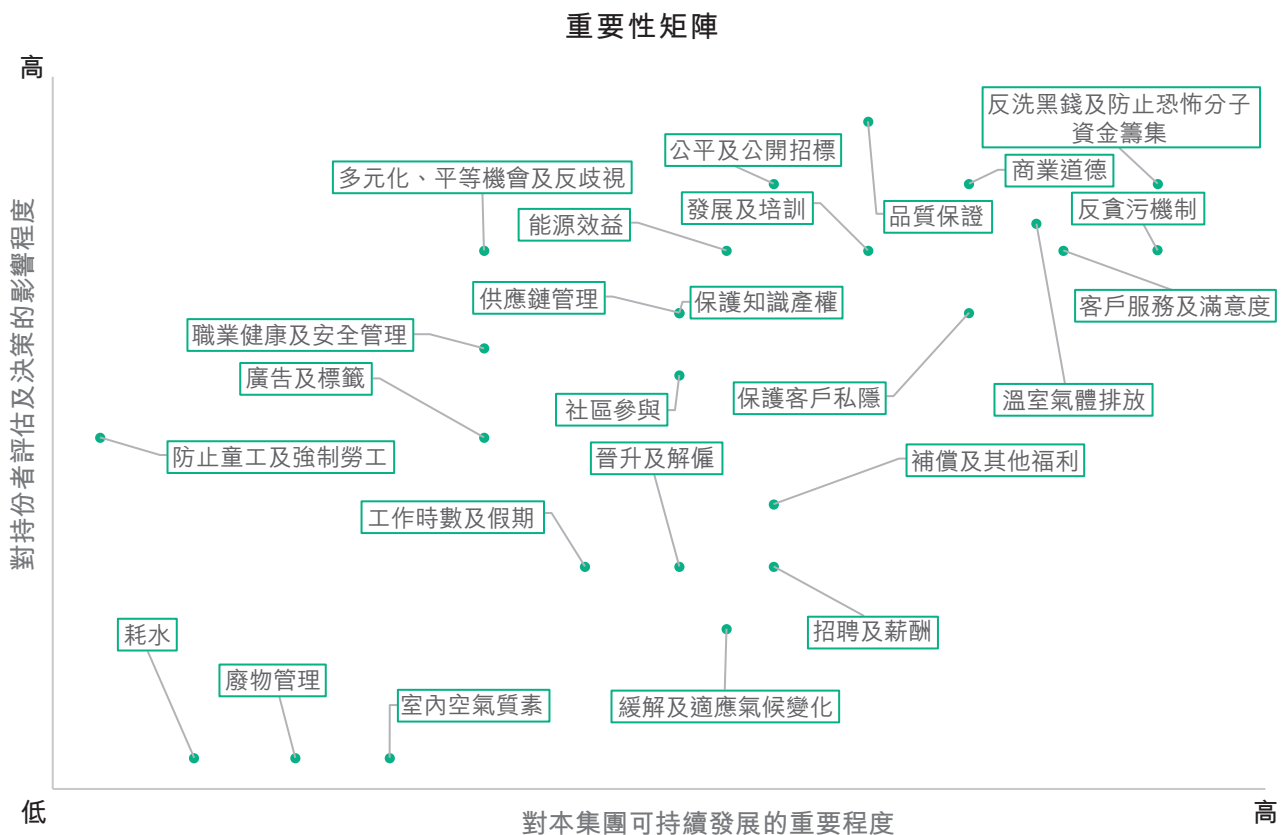 重要性矩陣
高
對持份者評估及決策的影響程度
反洗黑錢及防止恐怖分子
資金籌集
公平及公開招標
商業道德
多元化、平等機會及反歧視
發展及培訓
品質保證
反貪污機制
能源效益
供應鏈管理
保護知識產權
客戶服務及滿意度
職業健康及安全管理
廣告及標籤
社區參與
保護客戶私隱
溫室氣體排放
防止童工及強制勞工
晉升及解僱
補償及其他福利
工作時數及假期
耗水
招聘及薪酬
廢物管理
室內空氣質素
緩解及適應氣候變化
低
對本集團可持續發展的重要程度
高